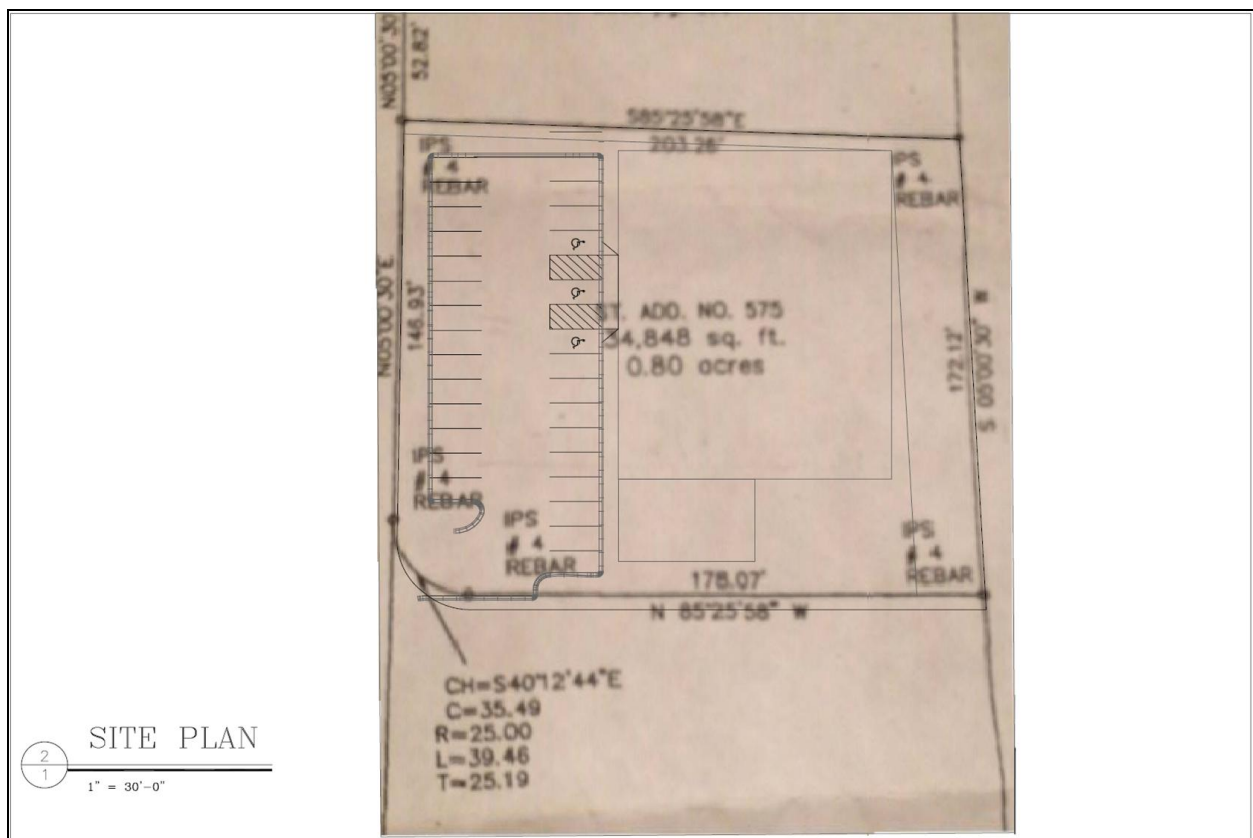 N05°00'30
52.82'
S85°25'58"E
203.26'
IPS
# 4
REBAR
IPS
# 4
REBAR
N05°00'30"E
146.93'
ST. ADD. NO. 575
34,848 sq. ft.
0.80 acres
172.12'
S 05°00'30" W
IPS
# 4
REBAR
IPS
# 4
REBAR
IPS
# 4
REBAR
178.07'
N 85°25'58" W
CH=S40°12'44"E
C=35.49
R=25.00
L=39.46
T=25.19
SITE PLAN
2
1
1" = 30'-0"